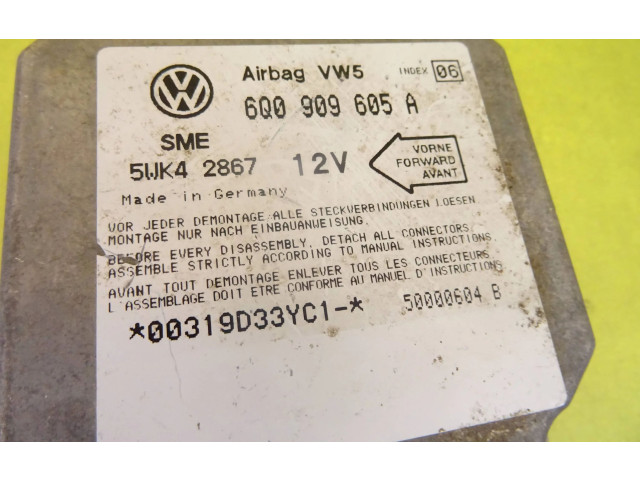 Airbag VW5 INDEX 06
6Q0 909 605 A
SME
5WK4 2867 12V
VORNE
FORWARD
AVANT
Made in Germany
VOR JEDER DEMONTAGE ALLE STECKVERBINDUNGEN LOESEN
MONTAGE NUR NACH EINBAUANWEISUNG.
BEFORE EVERY DISASSEMBLY, DETACH ALL CONNECTORS
ASSEMBLE STRICTLY ACCORDING TO MANUAL INSTRUCTIONS.
AVANT TOUT DEMONTAGE ENLEVER TOUS LES CONNECTEURS
L'ASSEMBLAGE DOIT ETRE CONFORME AU MANUEL D'INSTRUCTIONS
*00319D33YC1-* 50000604 B